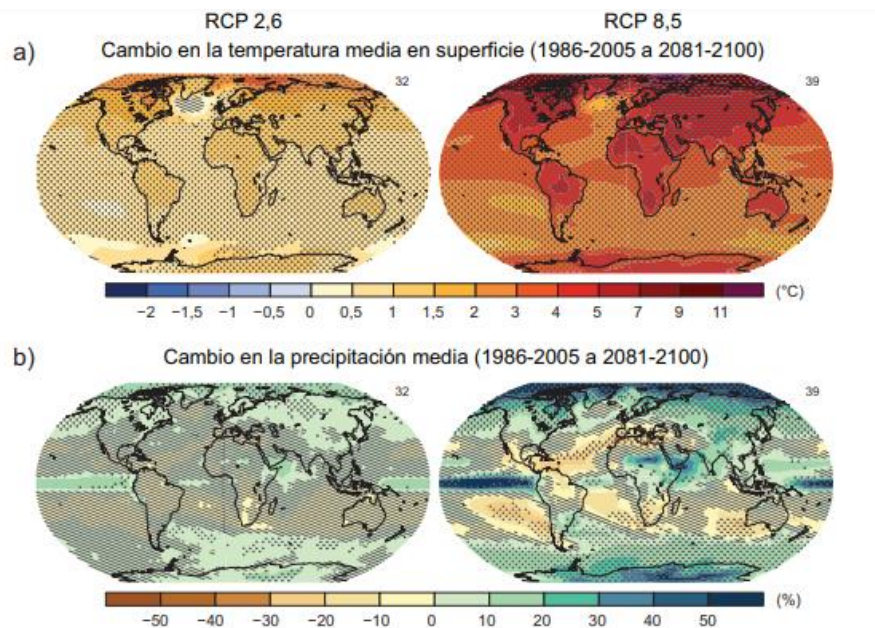 RCP 2,6 RCP 8,5
a) Cambio en la temperatura media en superficie (1986-2005 a 2081-2100)
32 39
−2 −1,5 −1 −0,5 0 0,5 1 1,5 2 3 4 5 7 9 11 (°C)
b) Cambio en la precipitación media (1986-2005 a 2081-2100)
32 39
−50 −40 −30 −20 −10 0 10 20 30 40 50 (%)